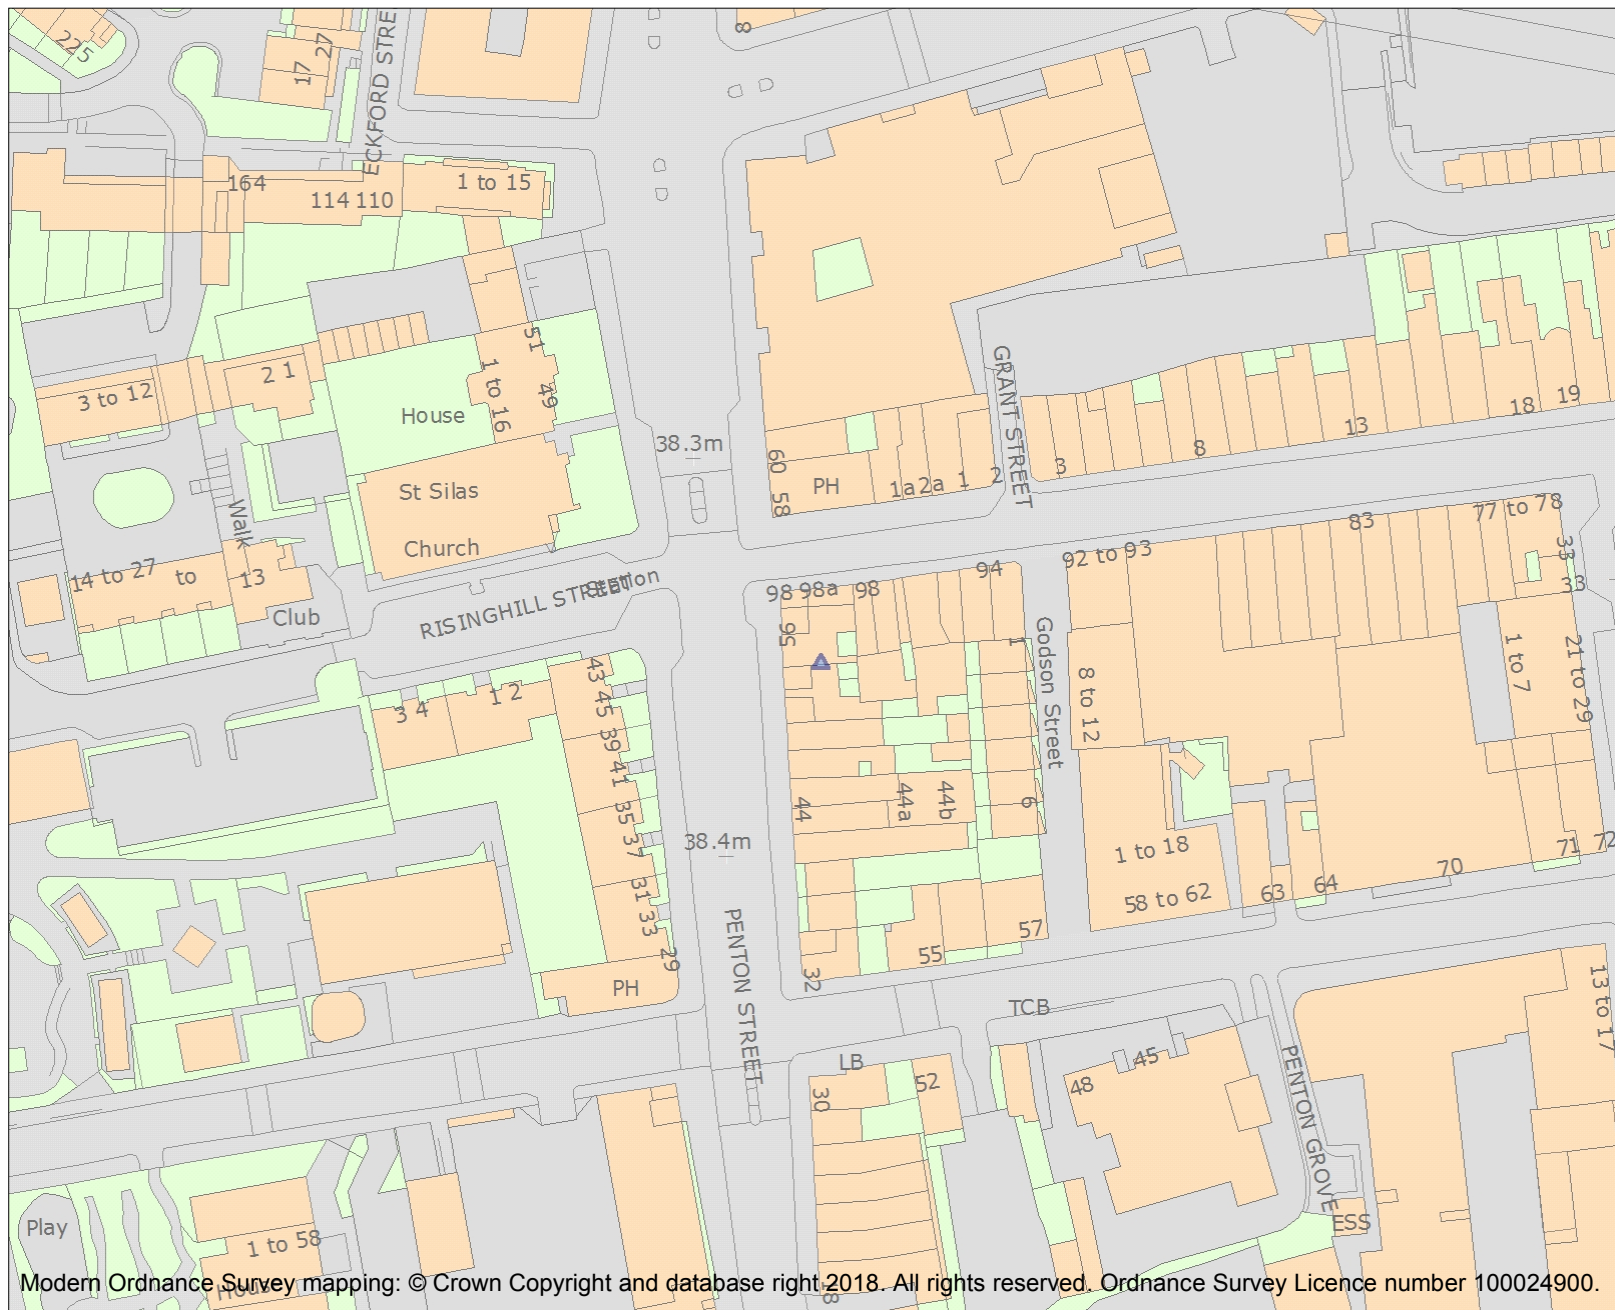 225
17
27
ECKFORD STRE
8
164
114 110
1 to 15
51
49
1 to 16
2 1
3 to 12
House
St Silas
Church
Walk
14 to 27
to
13
Club
RISINGHILL STREET
Station
38.3m
60
58
PH
1a
2a
1
2
GRANT STREET
3
8
13
18
19
98
98a
98
94
92 to 93
83
77 to 78
33
33
95
1
Godson Street
8 to 12
1 to 7
21 to 29
43 45
3 4
1 2
39 41
35 37
31 33
29
PH
38.4m
44
44a
44b
6
1 to 18
58 to 62
63
64
70
71
72
PENTON STREET
32
55
57
TCB
LB
30
52
48
45
PENTON GROVE
13 to 17
ESS
Play
1 to 58
House
18
Modern Ordnance Survey mapping: © Crown Copyright and database right 2018. All rights reserved. Ordnance Survey Licence number 100024900.